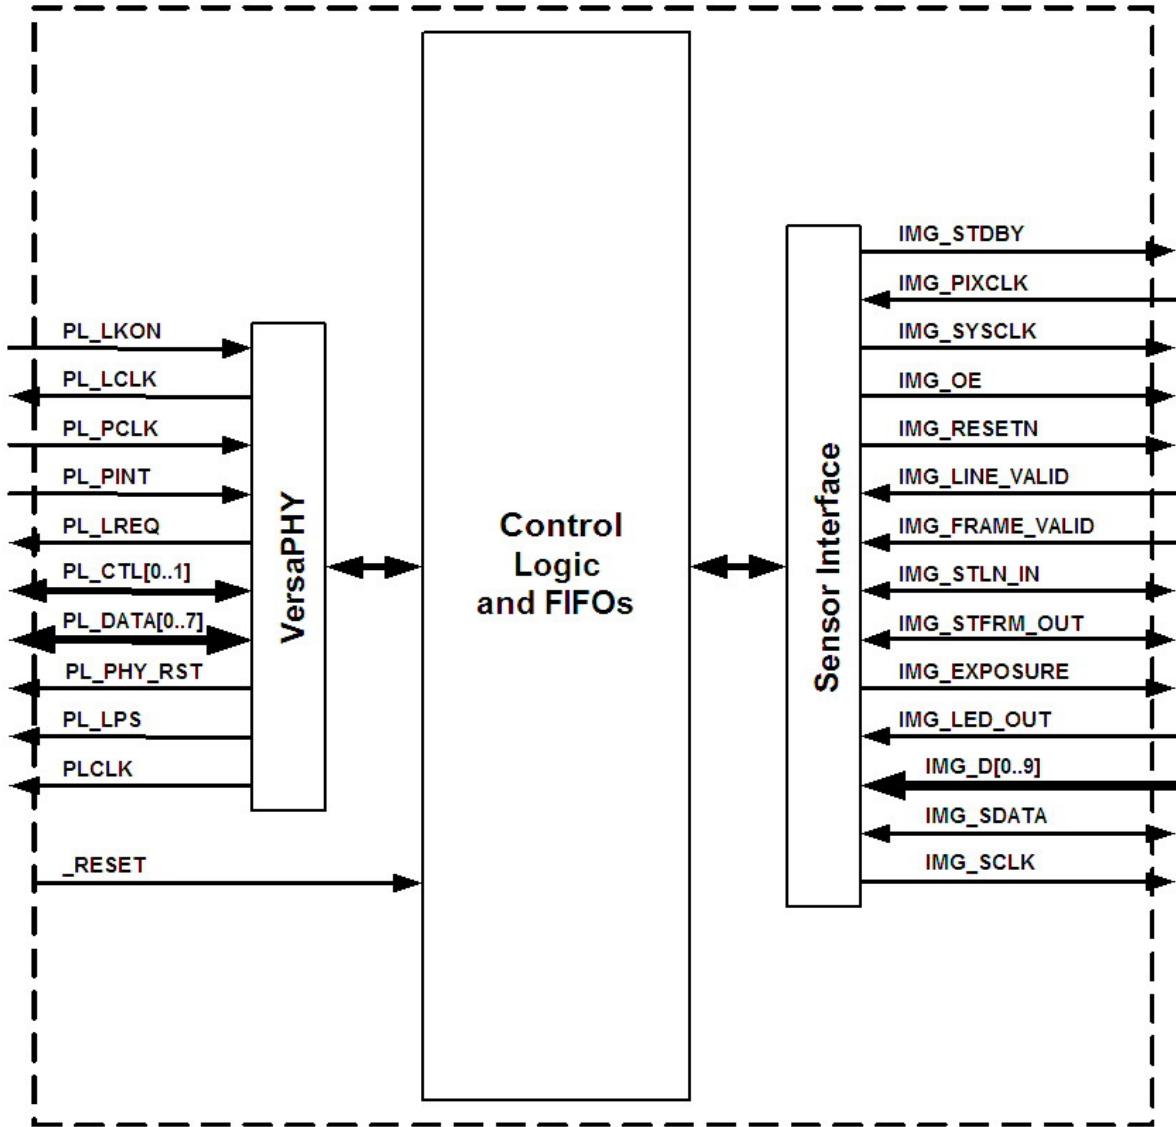 PL_LKON
PL_LCLK
PL_PCLK
PL_PINT
PL_LREQ
PL_CTL[0..1]
PL_DATA[0..7]
PL_PHY_RST
PL_LPS
PLCLK
_RESET
VersaPHY
Control
Logic
and FIFOs
Sensor Interface
IMG_STDBY
IMG_PIXCLK
IMG_SYSCLK
IMG_OE
IMG_RESETN
IMG_LINE_VALID
IMG_FRAME_VALID
IMG_STLN_IN
IMG_STFRM_OUT
IMG_EXPOSURE
IMG_LED_OUT
IMG_D[0..9]
IMG_SDATA
IMG_SCLK